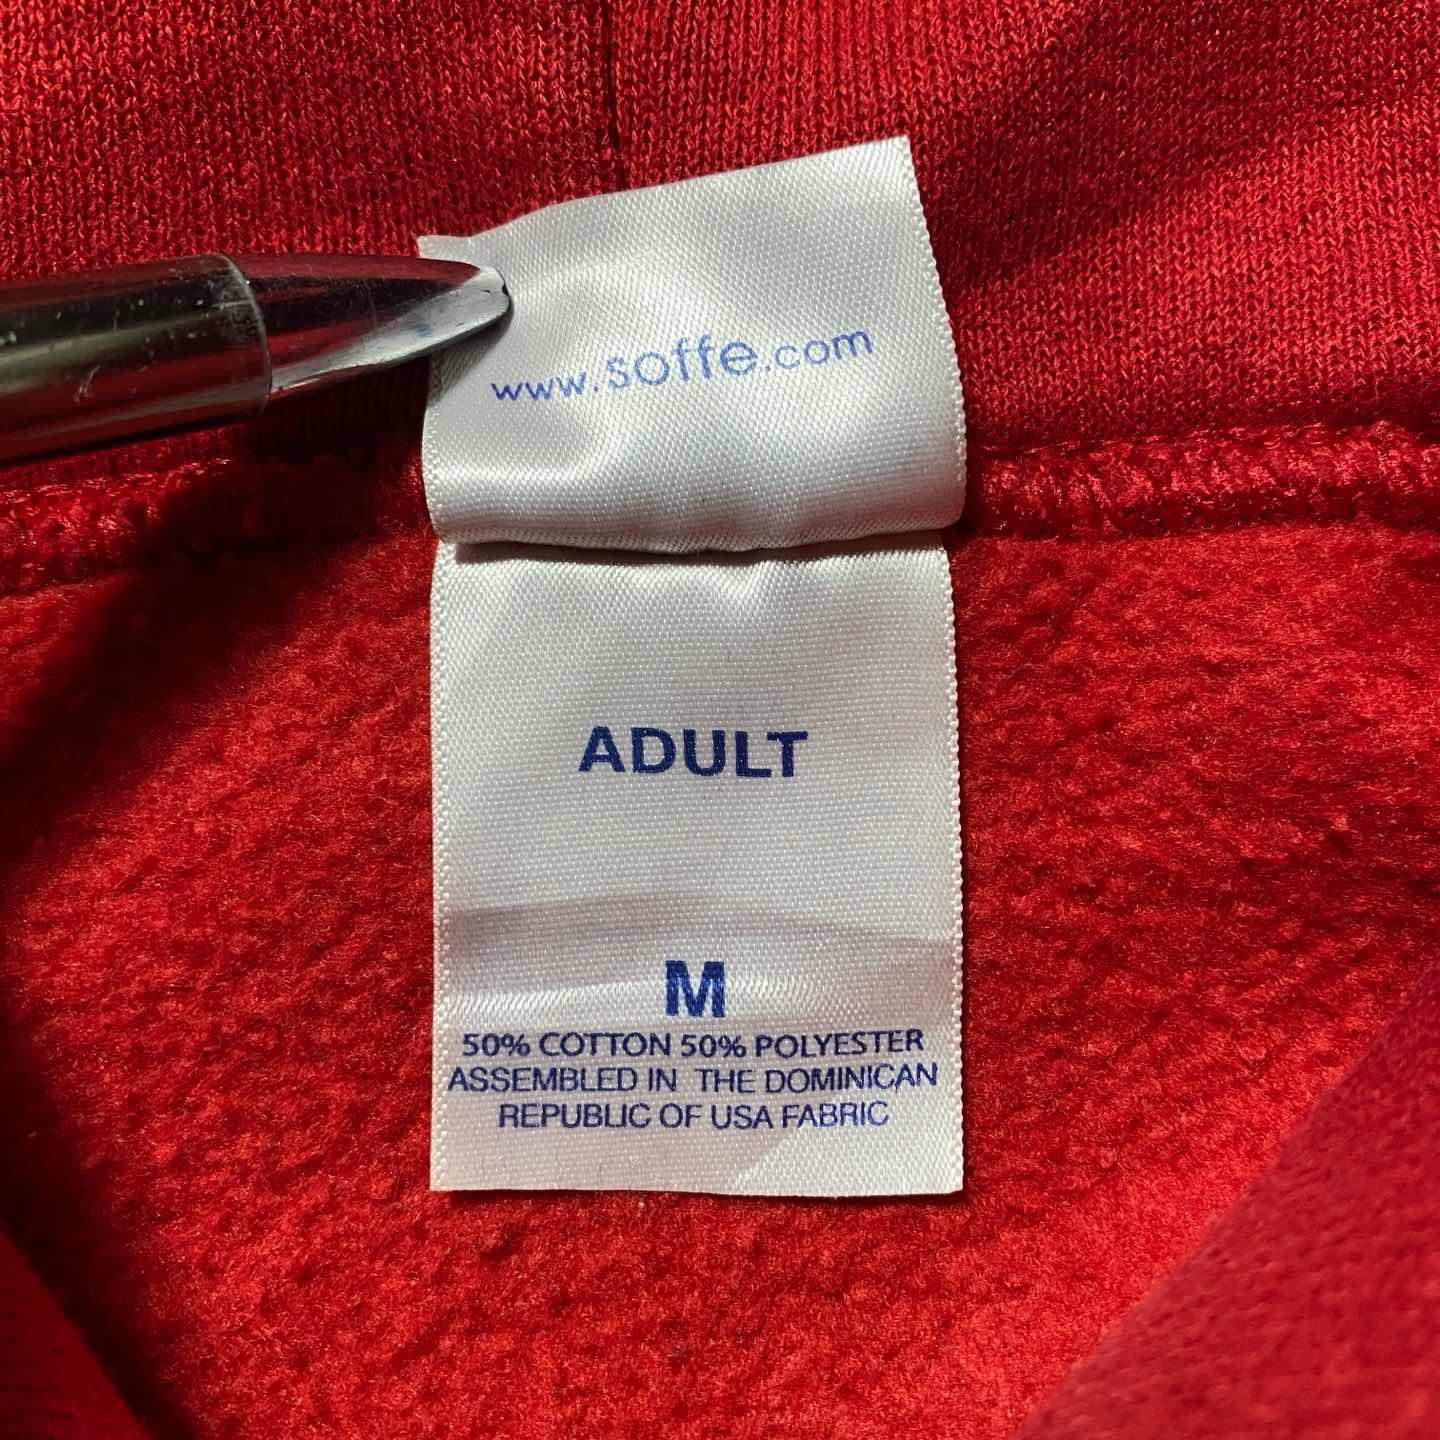 www.soffe.com
ADULT
M
50% COTTON 50% POLYESTER
ASSEMBLED IN THE DOMINICAN
REPUBLIC OF USA FABRIC